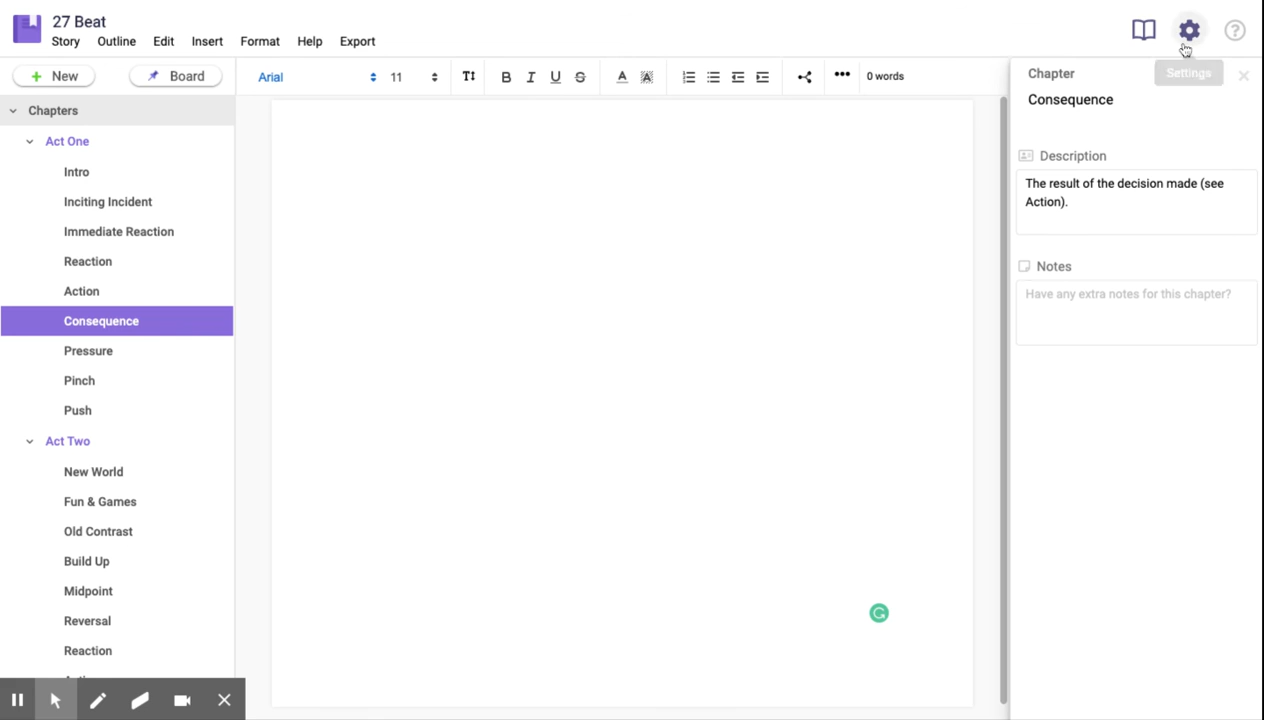 27 Beat
Story Outline Edit Insert Format Help Export
New Board
Arial 11 B I U S A A 0 words
Chapters
Act One
Intro
Inciting Incident
Immediate Reaction
Reaction
Action
Consequence
Pressure
Pinch
Push
Act Two
New World
Fun & Games
Old Contrast
Build Up
Midpoint
Reversal
Reaction
Chapter
Settings
Consequence
Description
The result of the decision made (see
Action).
Notes
Have any extra notes for this chapter?